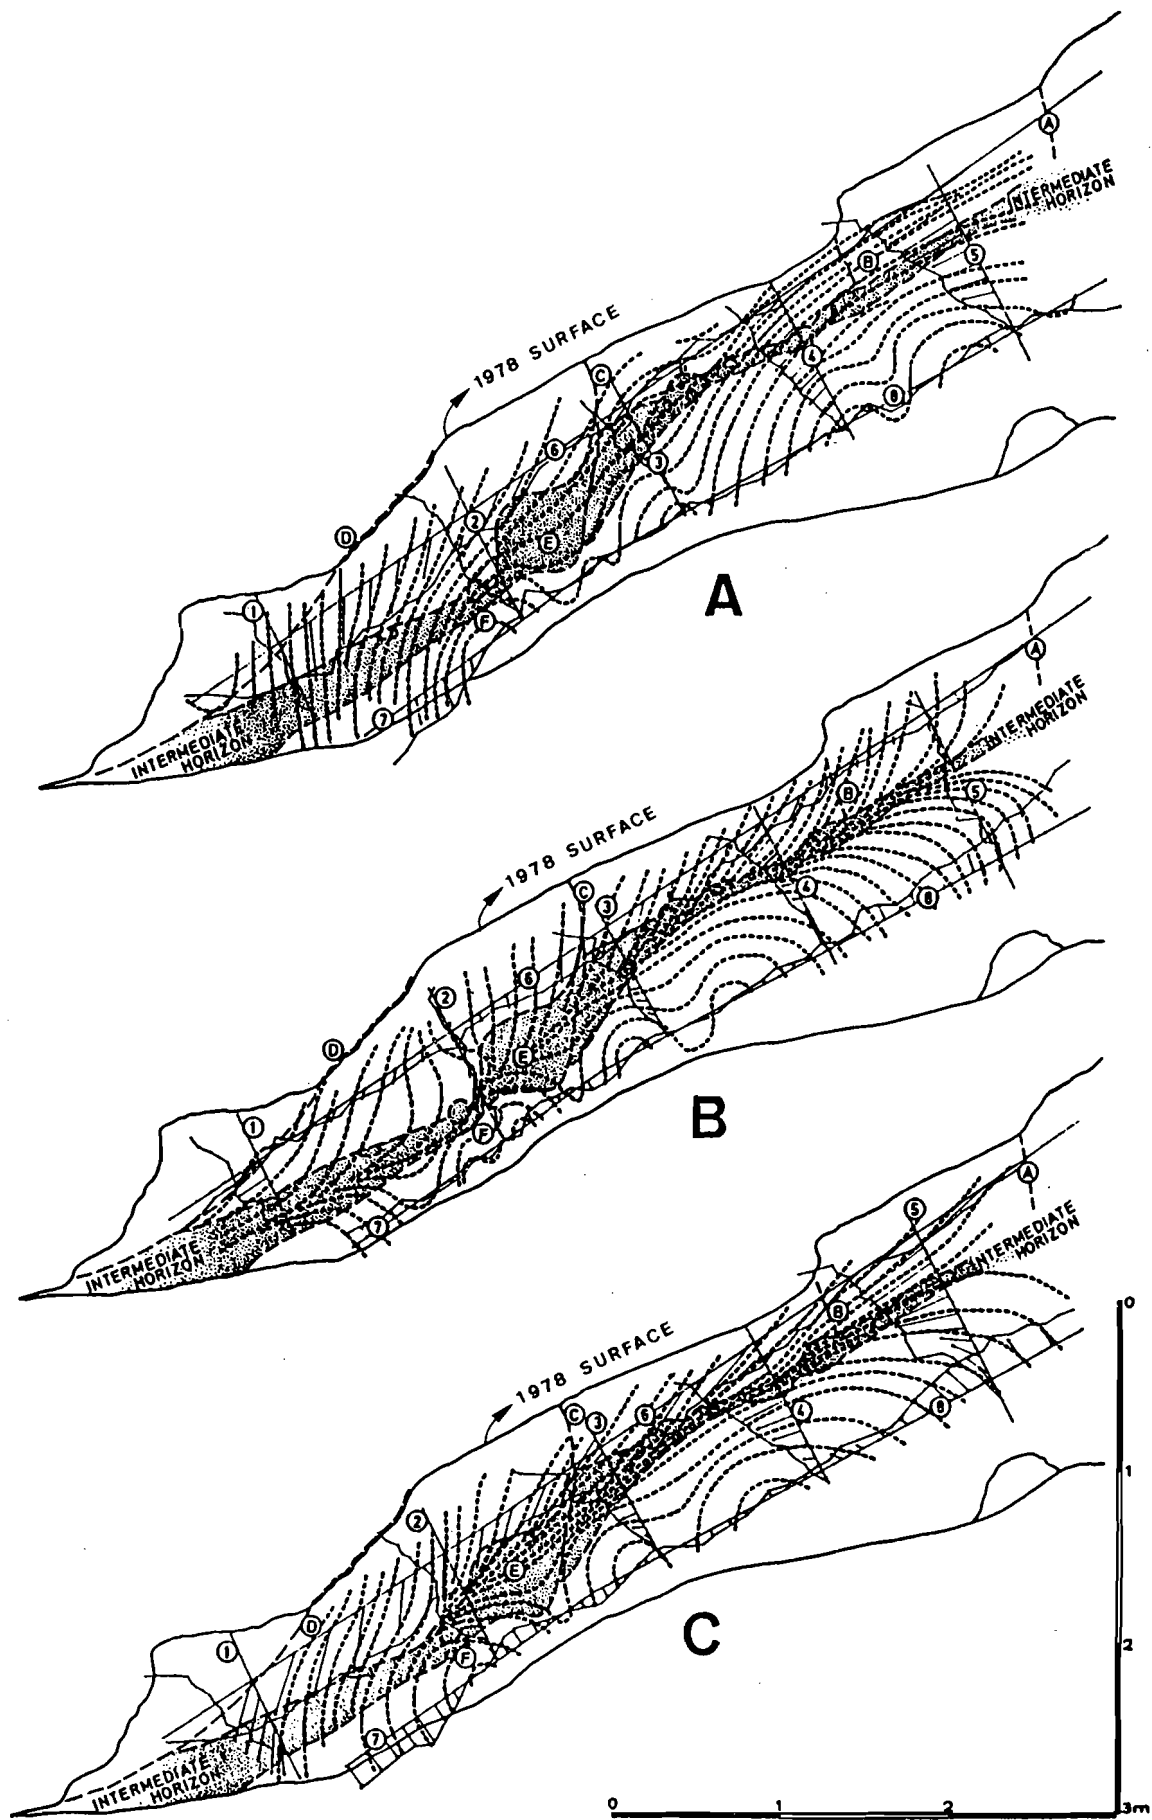 A
INTERMEDIATE
HORIZON
B
5
1978 SURFACE
4
C
8
6
3
2
D
E
A
1
F
7
INTERMEDIATE
HORIZON
A
INTERMEDIATE
HORIZON
B
5
1978 SURFACE
4
C
3
8
6
2
D
E
B
F
1
7
INTERMEDIATE
HORIZON
A
5
INTERMEDIATE
HORIZON
B
0
1978 SURFACE
4
C
3
6
8
1
2
E
D
C
1
F
2
7
INTERMEDIATE
HORIZON
0
1
2
3m